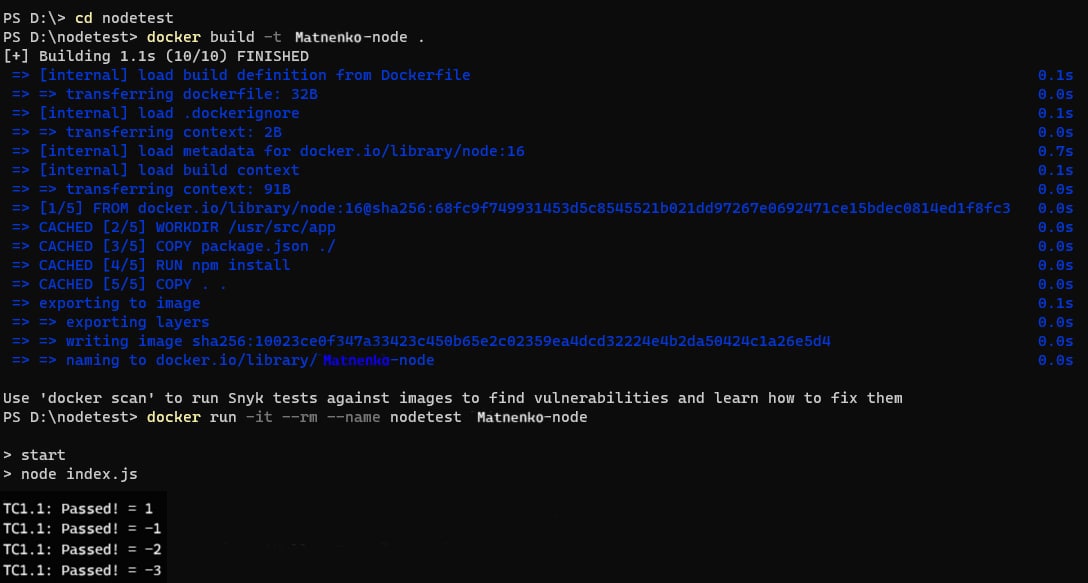 PS D:\> cd nodetest
PS D:\nodetest> docker build -t Matnenko-node .
[+] Building 1.1s (10/10) FINISHED
=> [internal] load build definition from Dockerfile 0.1s
=> => transferring dockerfile: 32B 0.0s
=> [internal] load .dockerignore 0.1s
=> => transferring context: 2B 0.0s
=> [internal] load metadata for docker.io/library/node:16 0.7s
=> [internal] load build context 0.1s
=> => transferring context: 91B 0.0s
=> [1/5] FROM docker.io/library/node:16@sha256:68fc9f749931453d5c8545521b021dd97267e0692471ce15bdec0814ed1f8fc3 0.0s
=> CACHED [2/5] WORKDIR /usr/src/app 0.0s
=> CACHED [3/5] COPY package.json ./ 0.0s
=> CACHED [4/5] RUN npm install 0.0s
=> CACHED [5/5] COPY . . 0.0s
=> exporting to image 0.1s
=> => exporting layers 0.0s
=> => writing image sha256:10023ce0f347a33423c450b65e2c02359ea4dcd32224e4b2da50424c1a26e5d4 0.0s
=> => naming to docker.io/library/Matnenko-node 0.0s
Use 'docker scan' to run Snyk tests against images to find vulnerabilities and learn how to fix them
PS D:\nodetest> docker run -it --rm --name nodetest Matnenko-node
> start
> node index.js
TC1.1: Passed! = 1
TC1.1: Passed! = -1
TC1.1: Passed! = -2
TC1.1: Passed! = -3